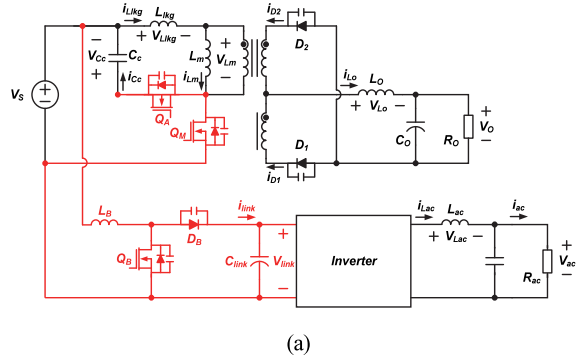 iLlkg Llkg iD2
− + VLlkg − D2
VCc Cc Lm + VLm −
+ iCc iLm iLo LO
VS QA + VLo − +
QM CO RO VO
D1 −
iD1
LB ilink iLac Lac iac
DB + + VLac − +
QB Clink Vlink Inverter Rac Vac
− −
(a)